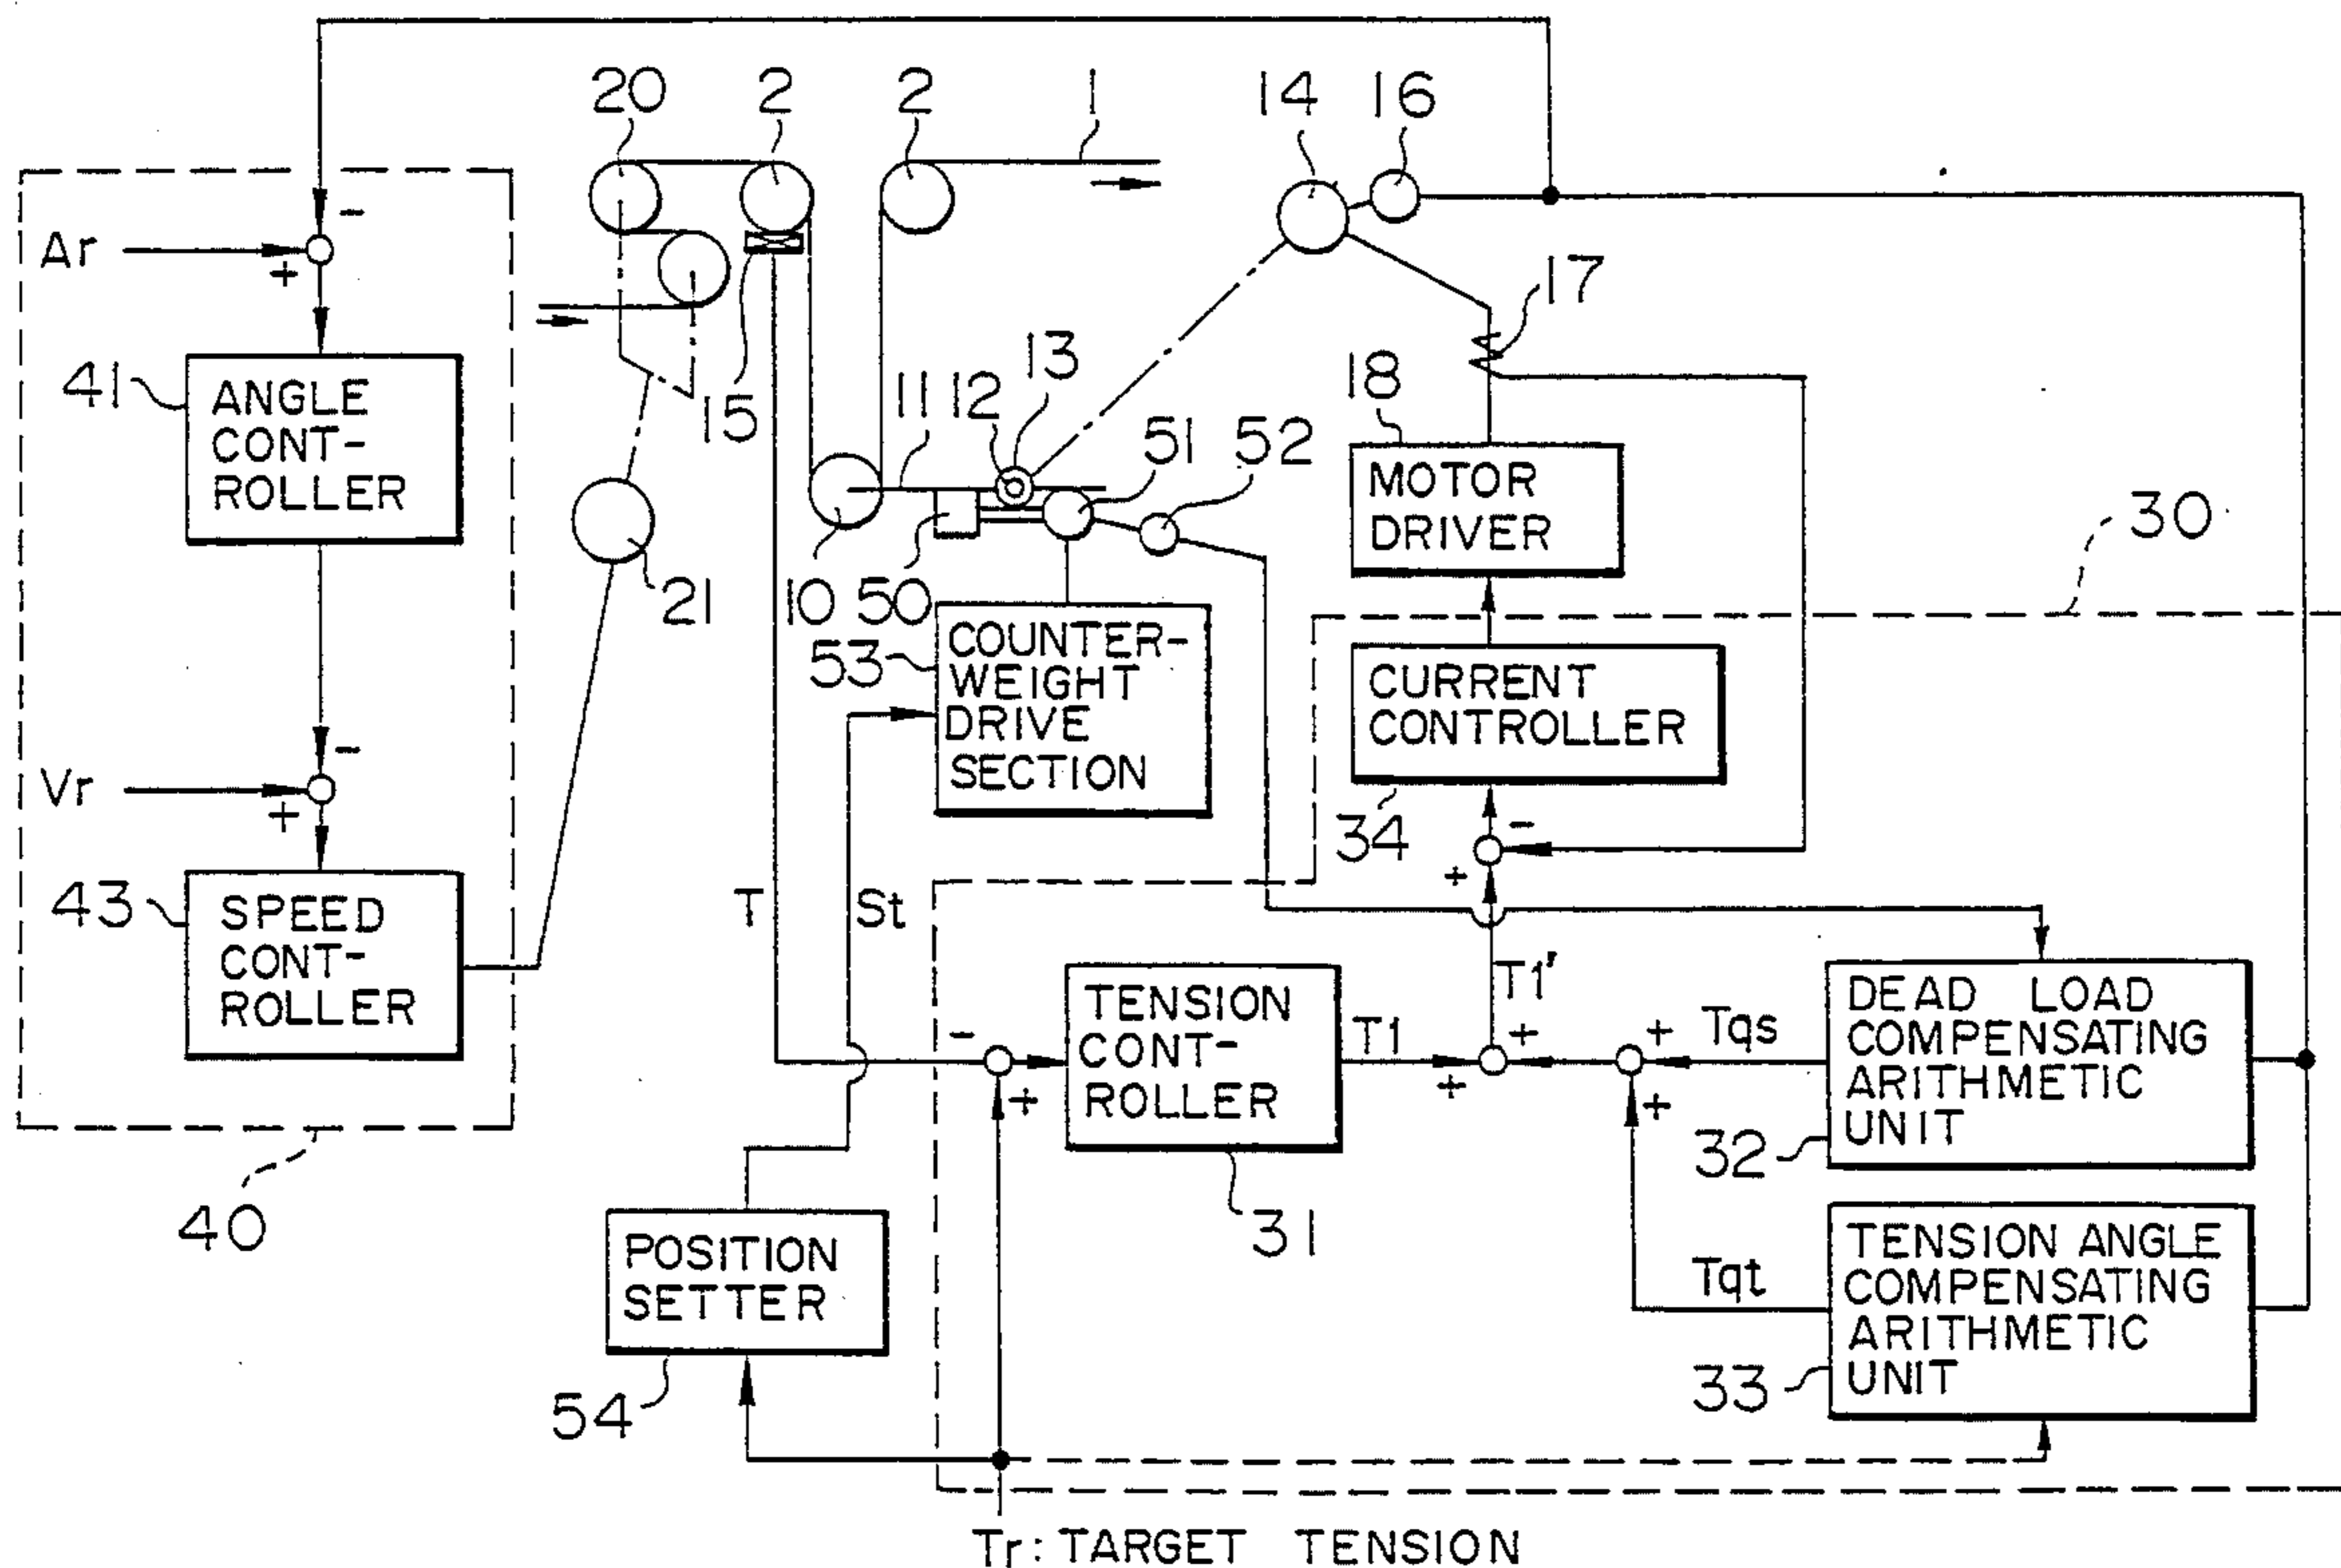 20 2 2 1 14 16
-
Ar
+
17
41
ANGLE
CONT-
ROLLER
15
11 12 13
51 52
18
MOTOR
DRIVER
30
21
10 50
53
COUNTER-
WEIGHT
DRIVE
SECTION
CURRENT
CONTROLLER
34
-
+
-
Vr
+
43
SPEED
CONT-
ROLLER
T
St
T1'
-
+
TENSION
CONT-
ROLLER
31
T1
+
+
+
+
Tqs
DEAD LOAD
COMPENSATING
ARITHMETIC
UNIT
32
40
POSITION
SETTER
54
Tqt
TENSION ANGLE
COMPENSATING
ARITHMETIC
UNIT
33
Tr: TARGET TENSION